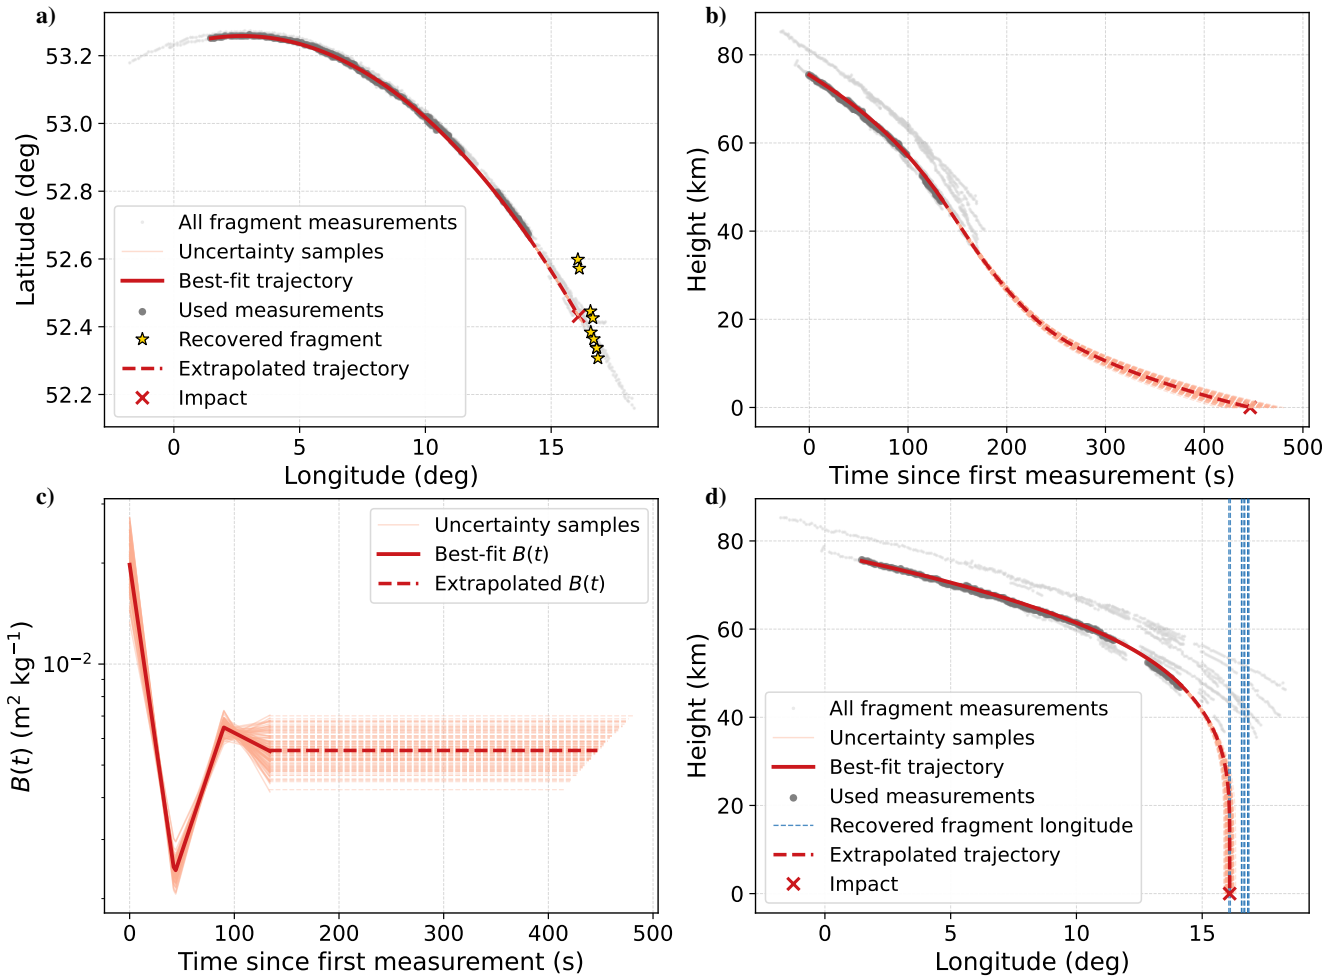 a)
53.2
53.0
52.8
52.6
52.4
52.2
Latitude (deg)
0 5 10 15
Longitude (deg)
All fragment measurements
Uncertainty samples
Best-fit trajectory
Used measurements
Recovered fragment
Extrapolated trajectory
Impact
b)
80
60
40
20
0
Height (km)
0 100 200 300 400 500
Time since first measurement (s)
c)
10⁻²
B(t) (m² kg⁻¹)
0 100 200 300 400 500
Time since first measurement (s)
Uncertainty samples
Best-fit B(t)
Extrapolated B(t)
d)
80
60
40
20
0
Height (km)
0 5 10 15
Longitude (deg)
All fragment measurements
Uncertainty samples
Best-fit trajectory
Used measurements
Recovered fragment longitude
Extrapolated trajectory
Impact